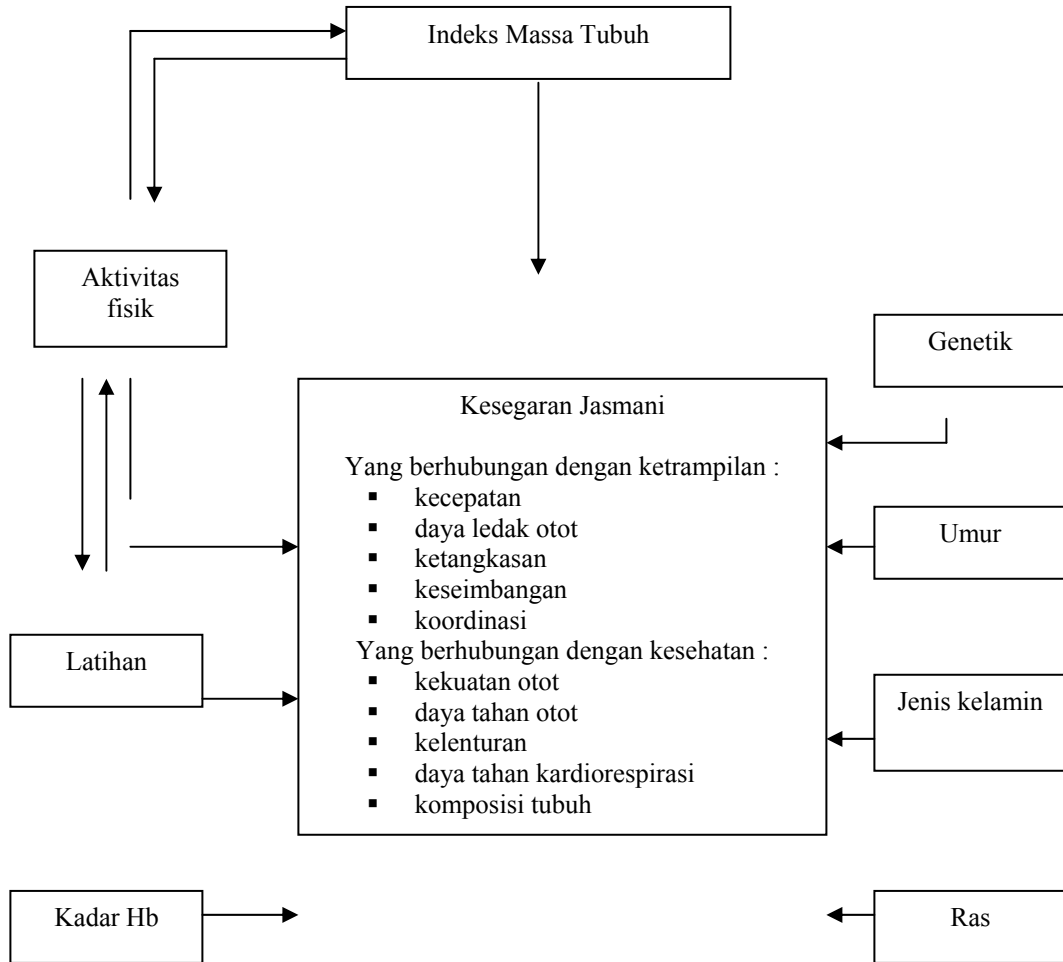 Indeks Massa Tubuh
Aktivitas
fisik
Genetik
Kesegaran Jasmani
Yang berhubungan dengan ketrampilan :
▪ kecepatan
▪ daya ledak otot
▪ ketangkasan
▪ keseimbangan
▪ koordinasi
Yang berhubungan dengan kesehatan :
▪ kekuatan otot
▪ daya tahan otot
▪ kelenturan
▪ daya tahan kardiorespirasi
▪ komposisi tubuh
Umur
Latihan
Jenis kelamin
Kadar Hb
Ras